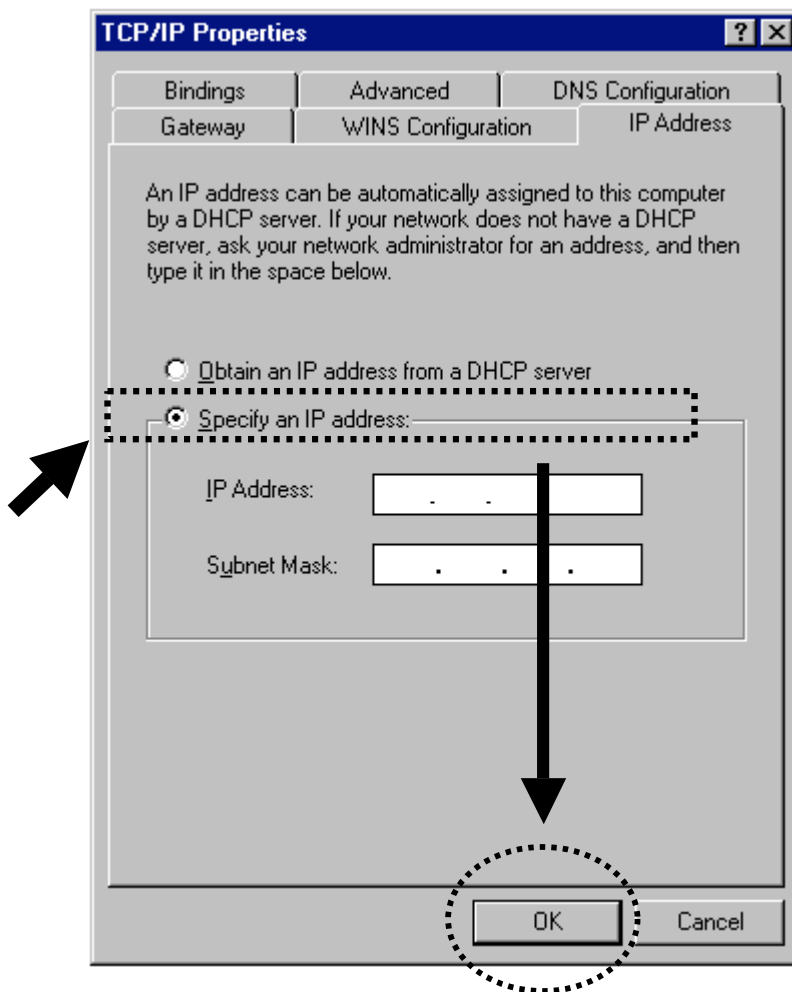 TCP/IP Properties
Bindings Advanced DNS Configuration
Gateway WINS Configuration IP Address
An IP address can be automatically assigned to this computer
by a DHCP server. If your network does not have a DHCP
server, ask your network administrator for an address, and then
type it in the space below.
Obtain an IP address from a DHCP server
Specify an IP address:
IP Address: . .
Subnet Mask: . . .
OK Cancel